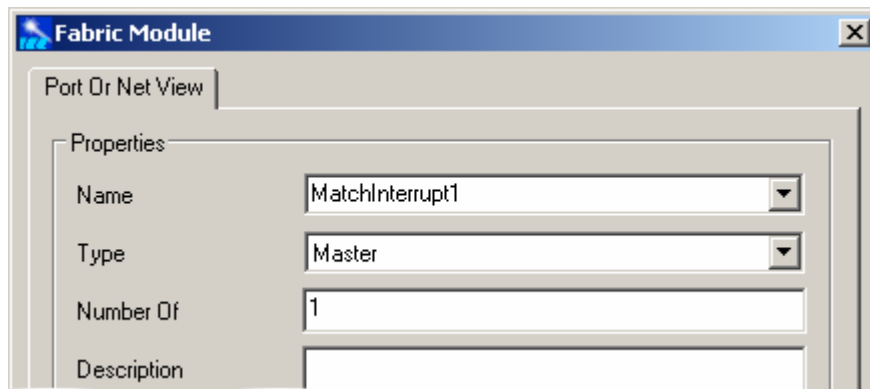 Fabric Module
Port Or Net View
Properties
Name MatchInterrupt1
Type Master
Number Of 1
Description